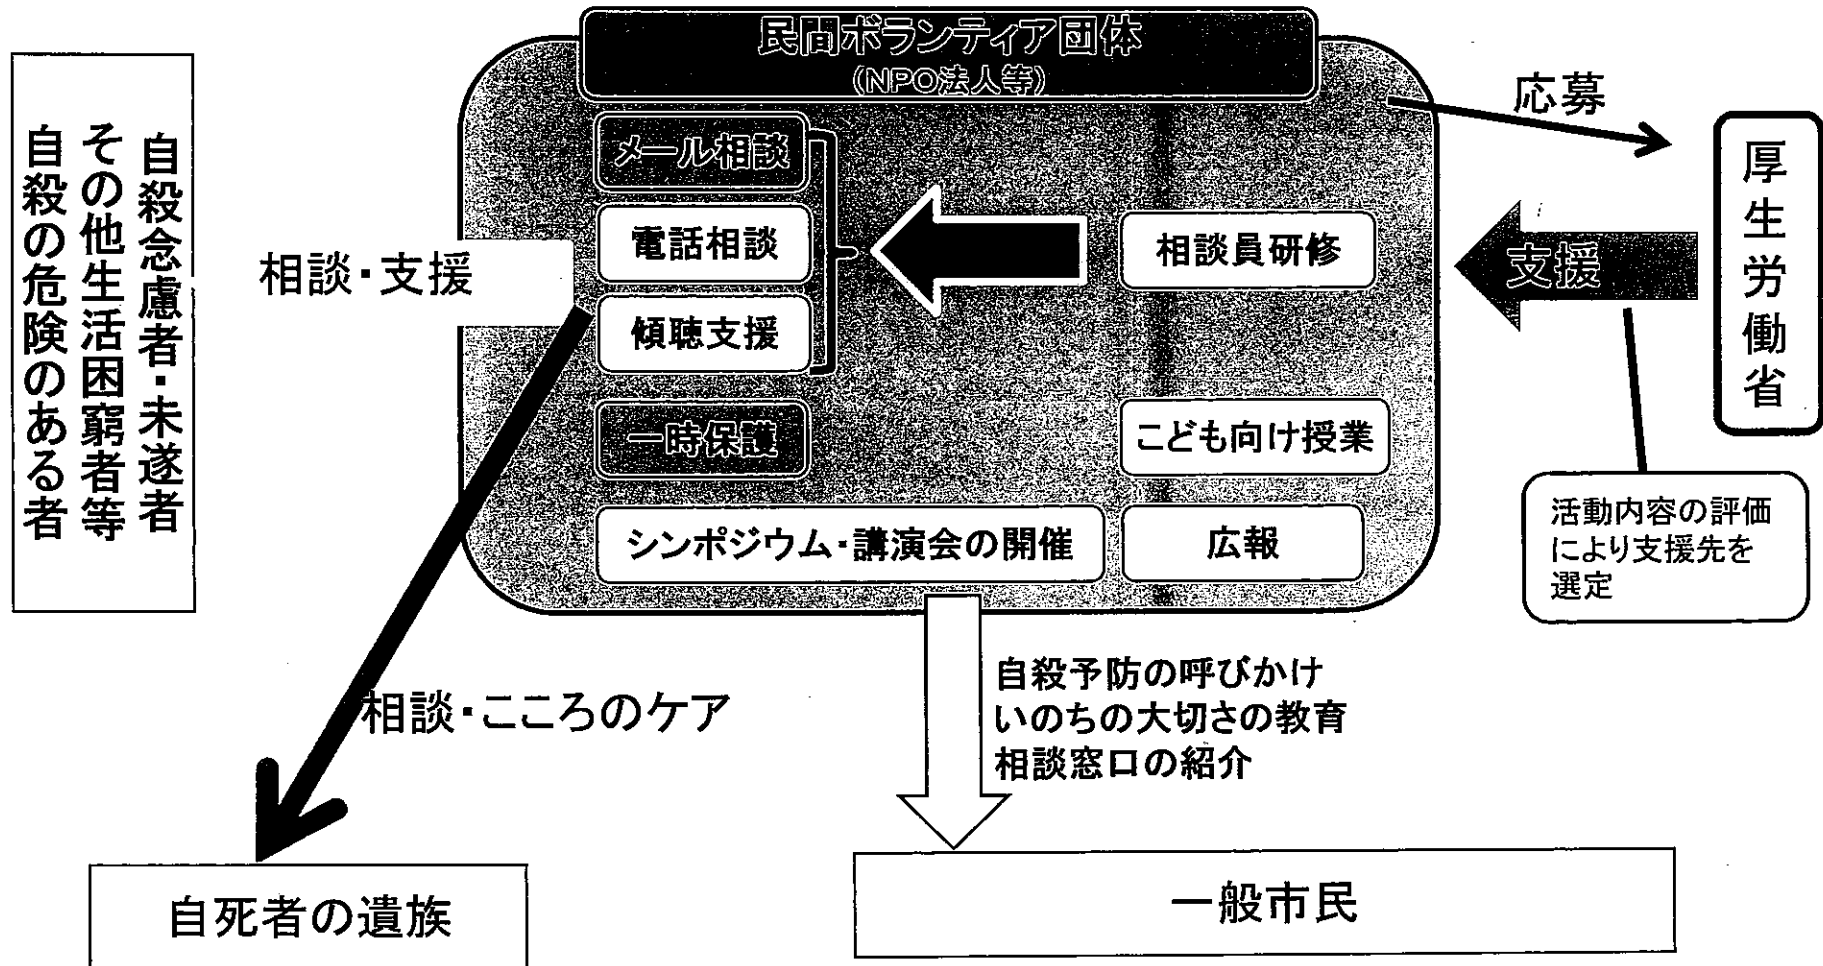 民間ボランティア団体
(NPO法人等)
自殺念慮者・未遂者
その他生活困窮者等
自殺の危険のある者
相談・支援
メール相談
電話相談
傾聴支援
一時保護
シンポジウム・講演会の開催
相談員研修
こども向け授業
広報
応募
支援
厚生労働省
活動内容の評価
により支援先を
選定
相談・こころのケア
自殺予防の呼びかけ
いのちの大切さの教育
相談窓口の紹介
自死者の遺族
一般市民